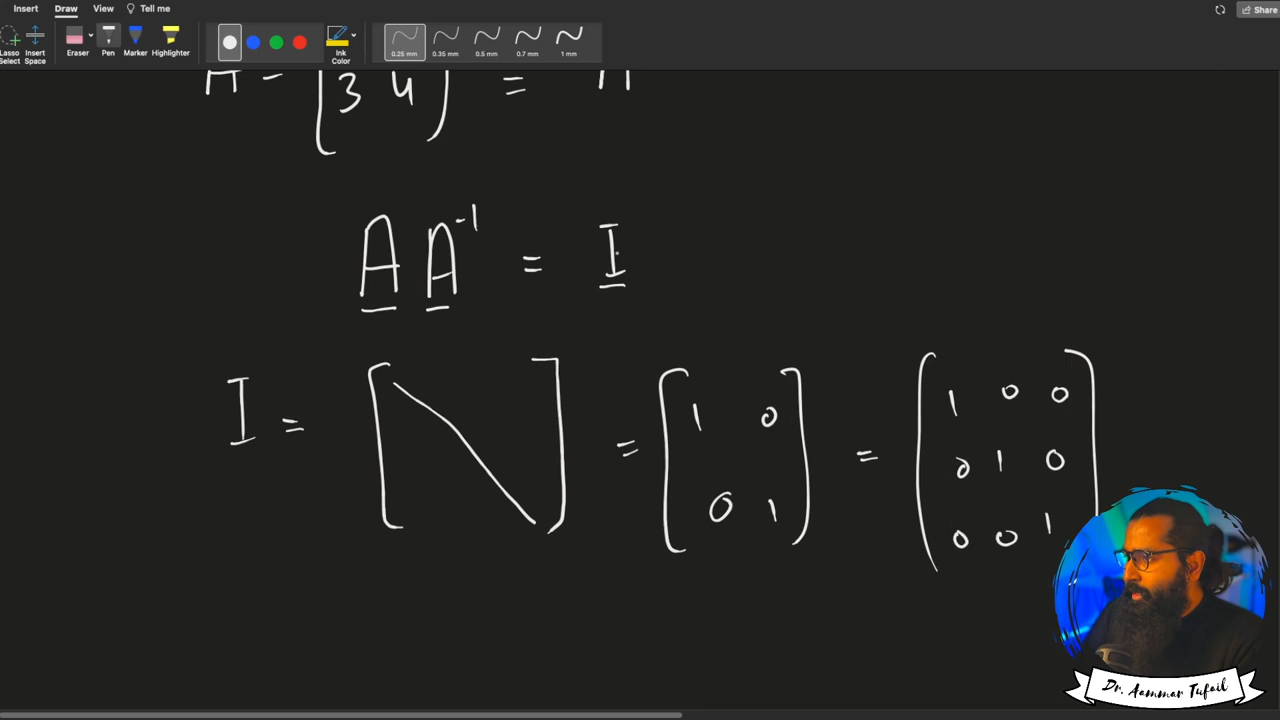 Insert Draw View Tell me Share
Lasso Select Insert Space Eraser Pen Marker Highlighter Ink Color 0.25 mm 0.35 mm 0.5 mm 0.7 mm 1 mm
A = [3 4] = A
A A⁻¹ = I
I = [ \ ] = [1 0 = [1 0 0
0 1 0
0 1] 0 0 1
Dr. Aammar Tufail